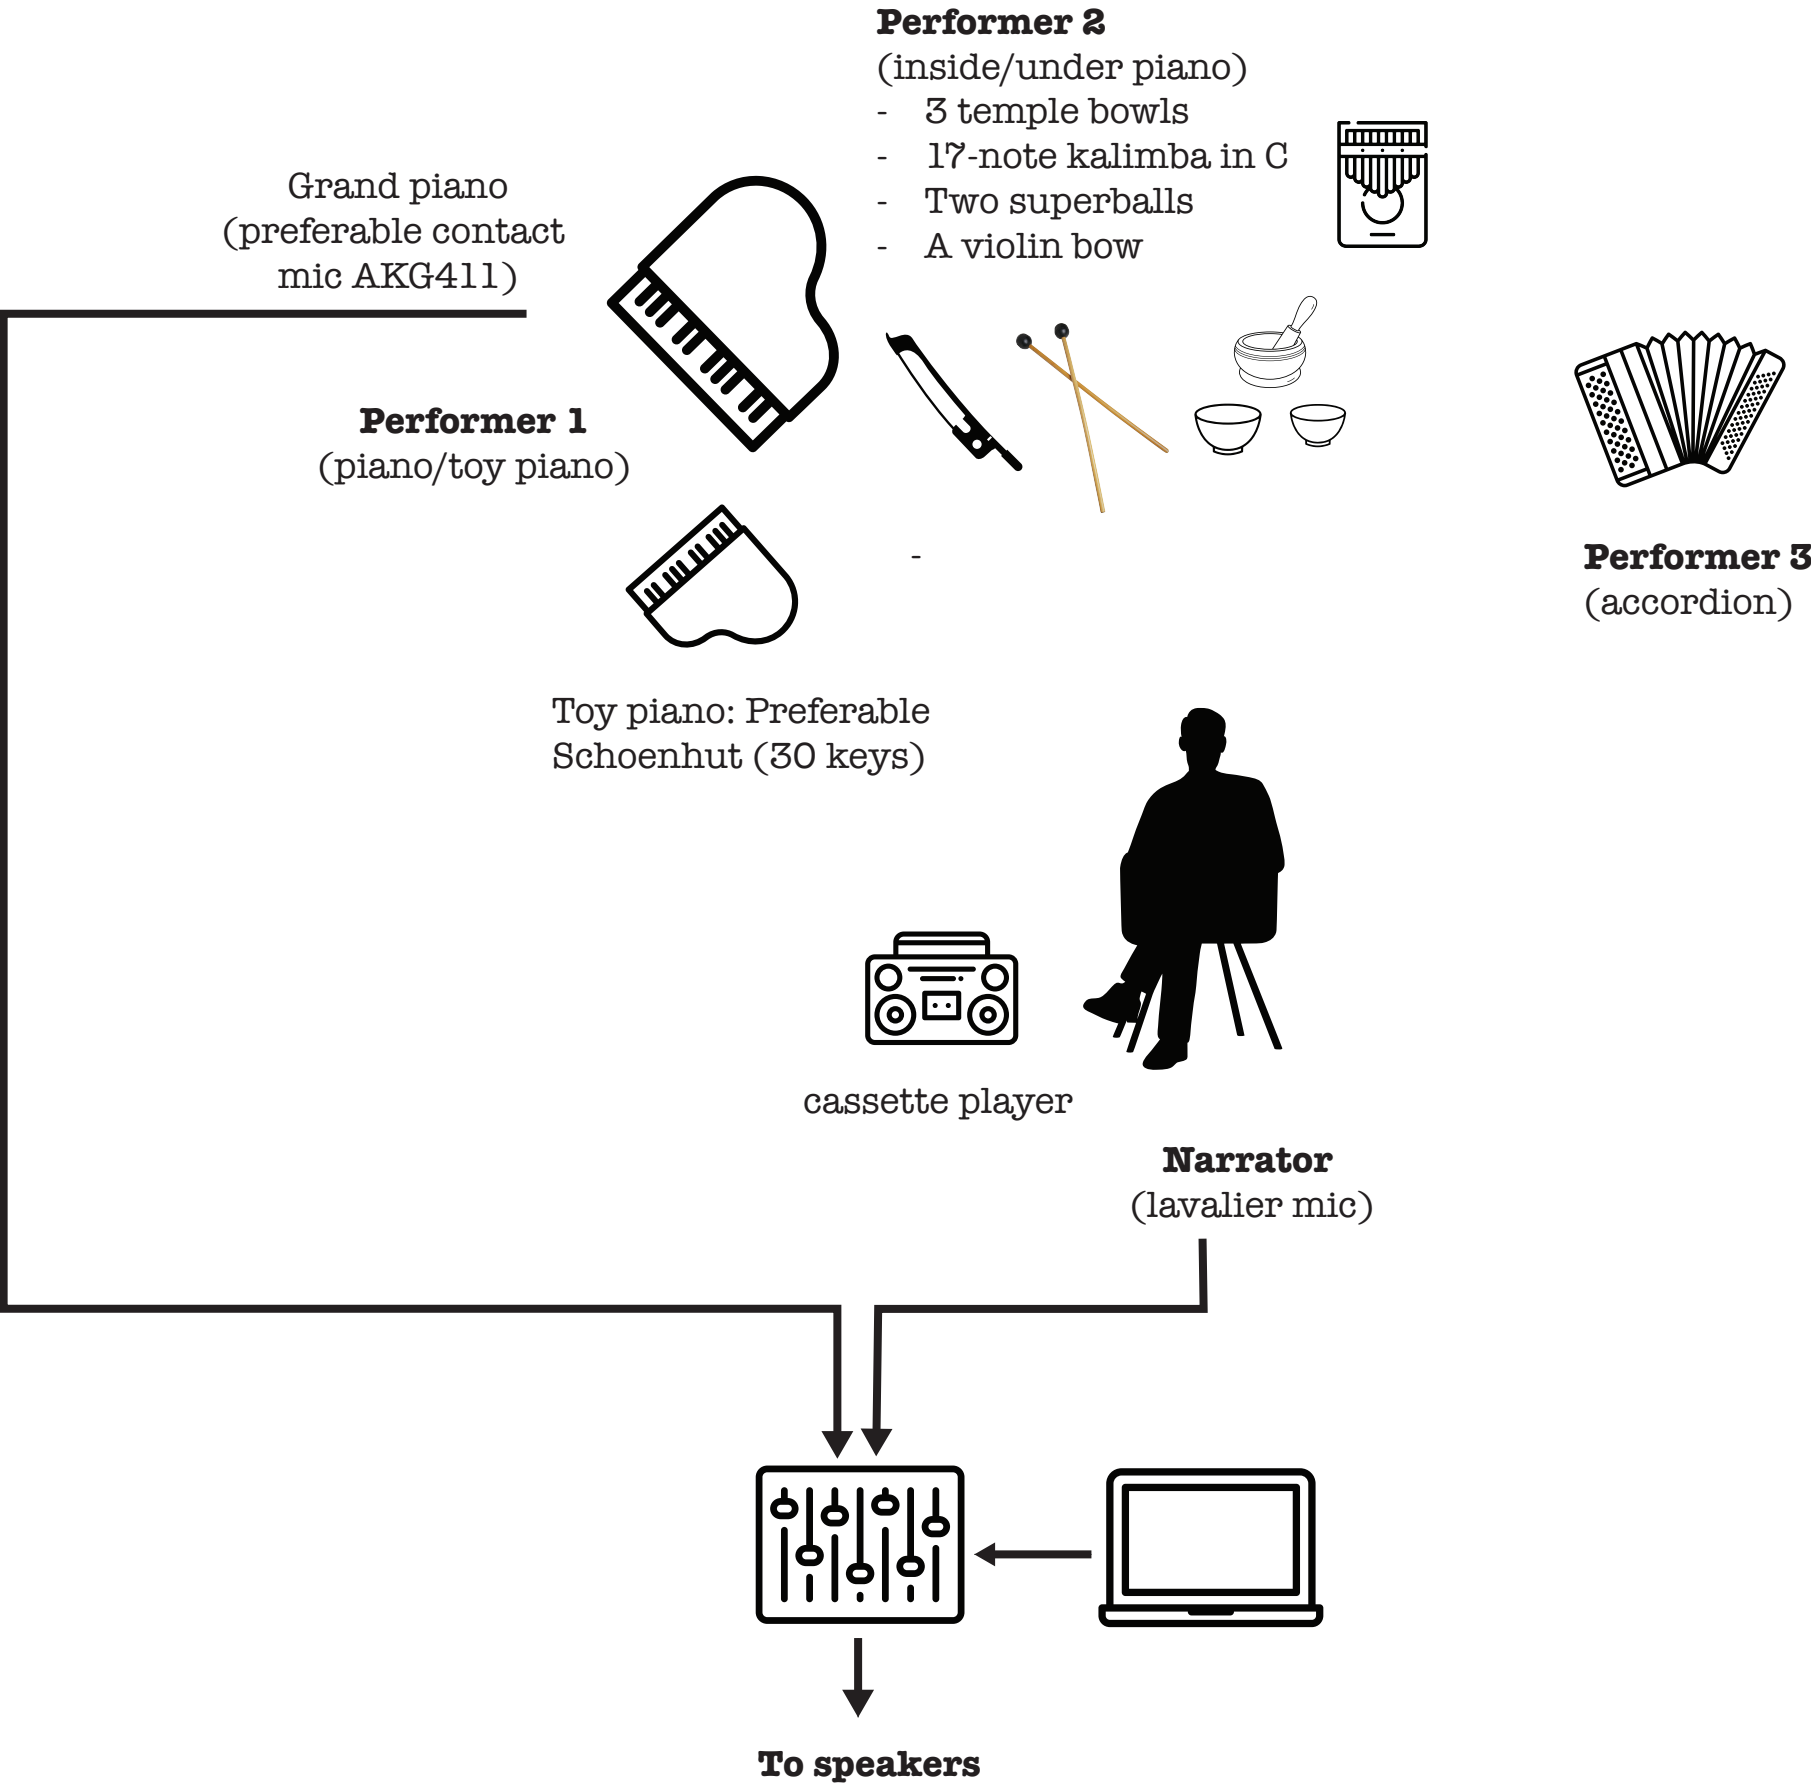 Performer 2
(inside/under piano)
- 3 temple bowls
- 17-note kalimba in C
- Two superballs
- A violin bow
Grand piano
(preferable contact
mic AKG411)
Performer 1
(piano/toy piano)
-
Performer 3
(accordion)
Toy piano: Preferable
Schoenhut (30 keys)
cassette player
Narrator
(lavalier mic)
To speakers